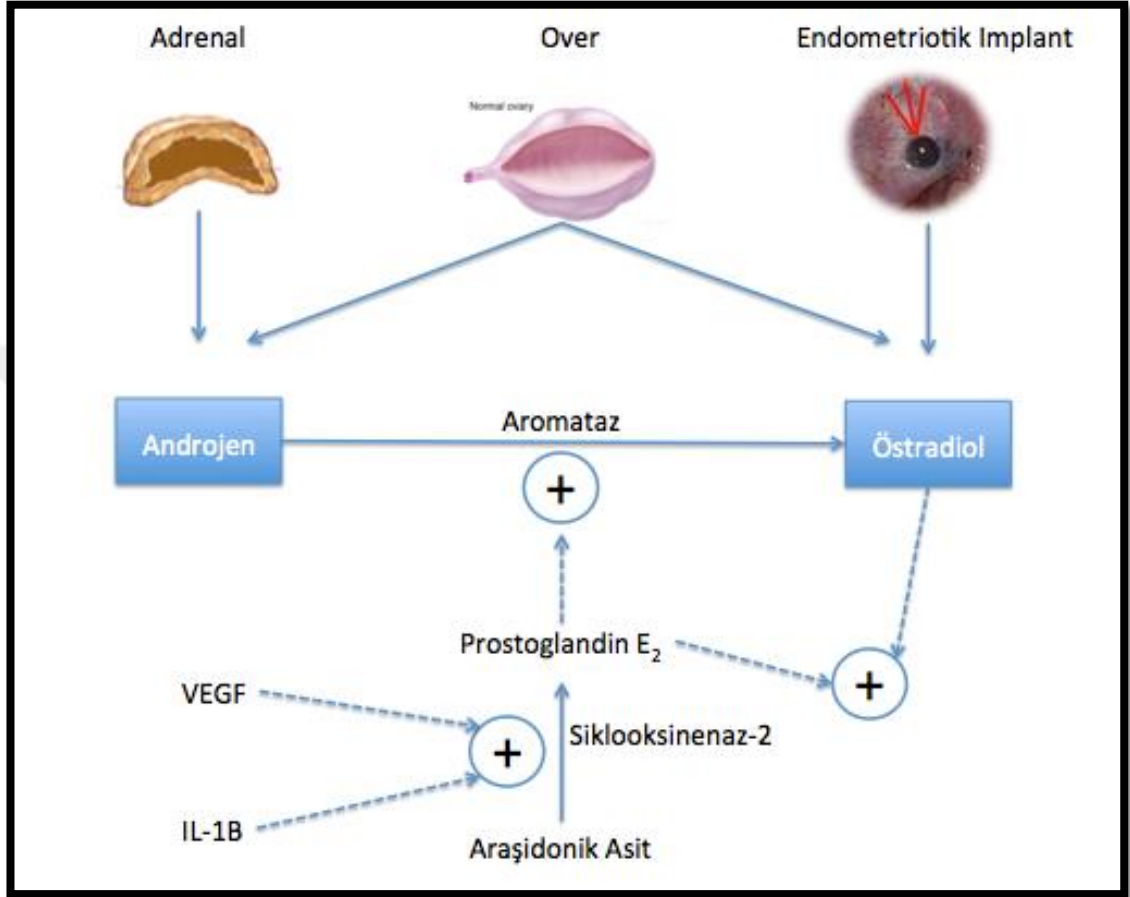 Adrenal
Over
Endometriotik Implant
Normal ovary
Androjen
Aromataz
Östradiol
+
Prostoglandin E₂
+
VEGF
+
Siklooksinenaz-2
IL-1B
Araşidonik Asit